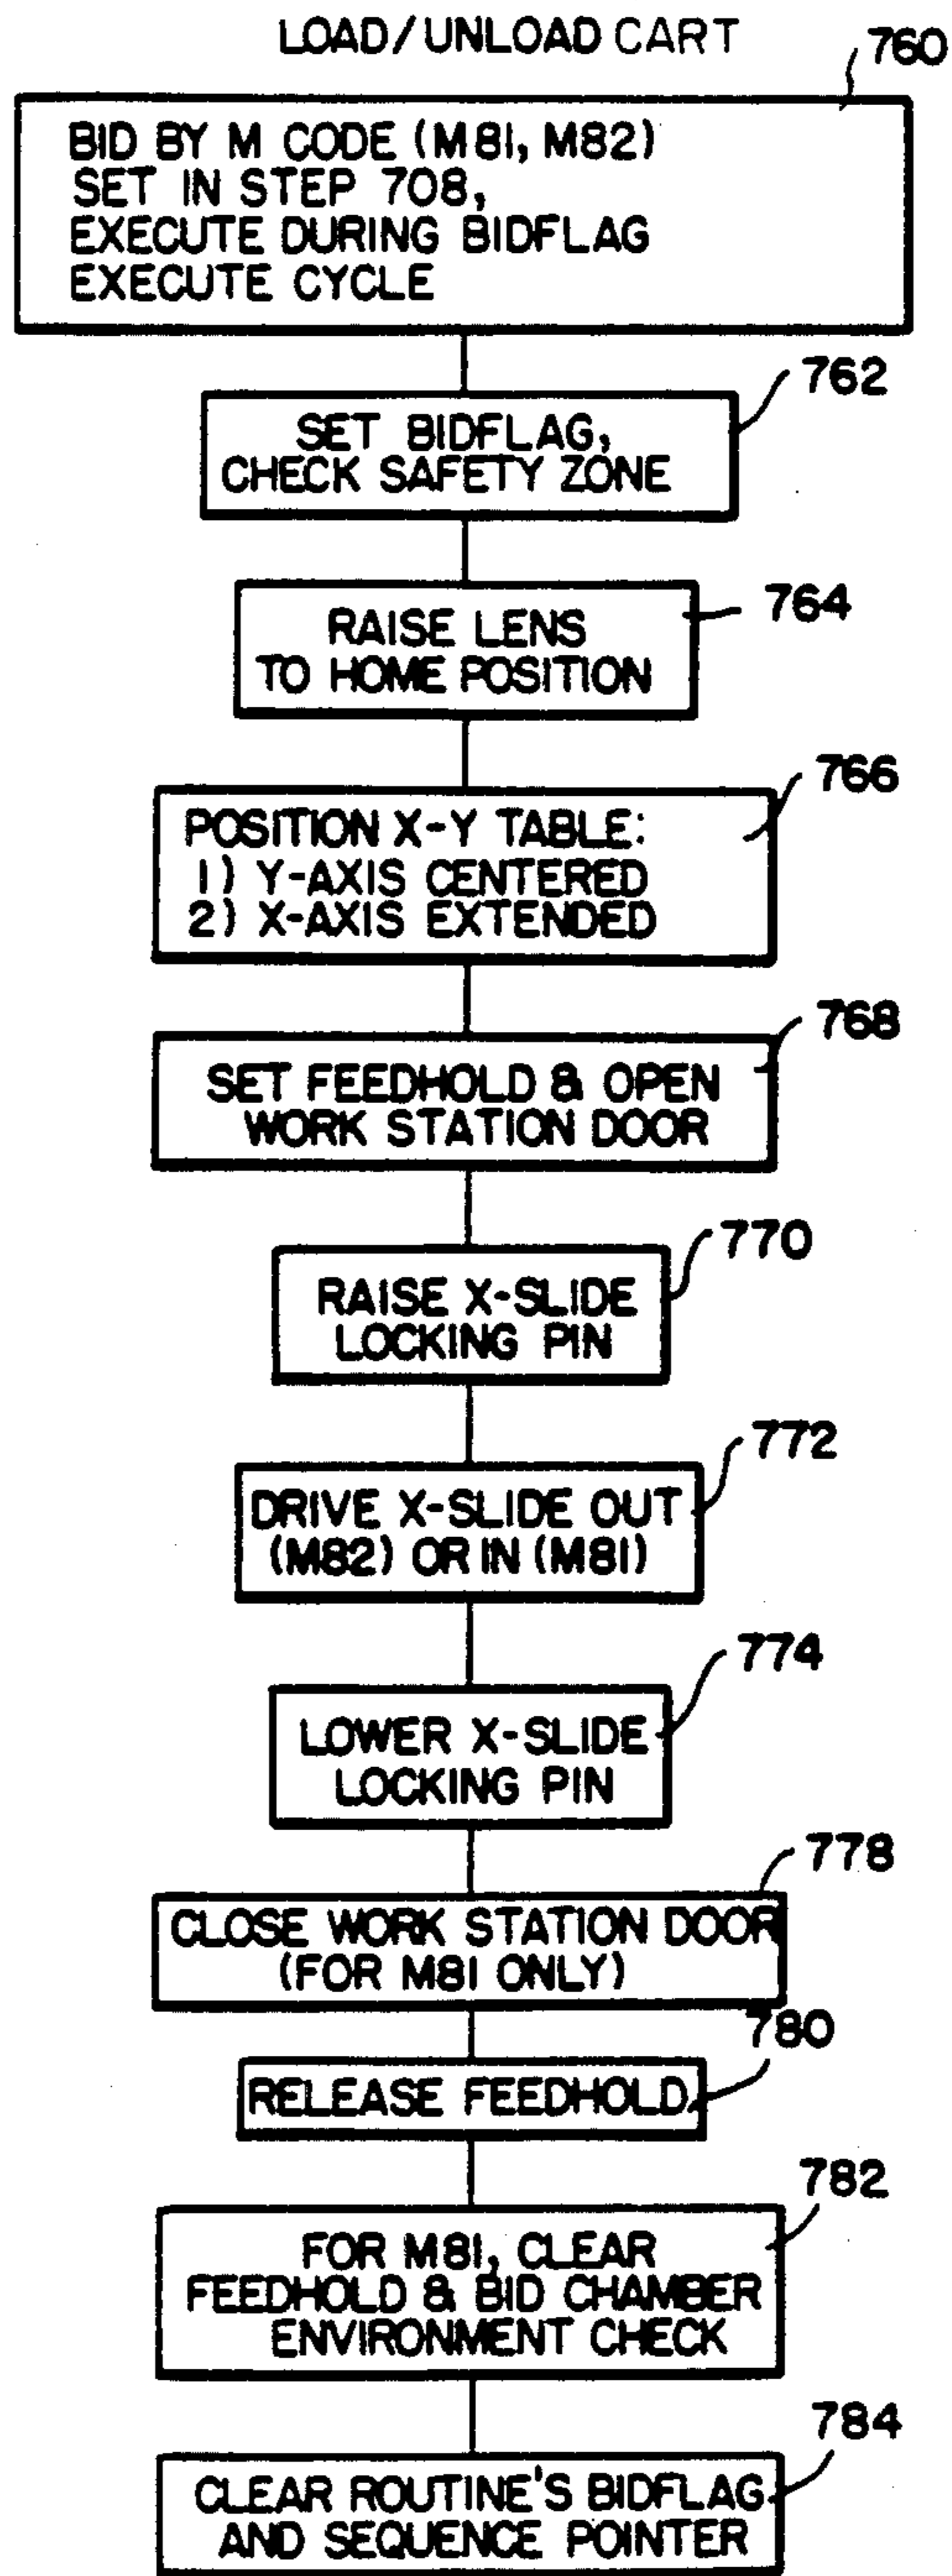 LOAD/UNLOAD CART
760
BID BY M CODE (M81, M82)
SET IN STEP 708,
EXECUTE DURING BIDFLAG
EXECUTE CYCLE
762
SET BIDFLAG,
CHECK SAFETY ZONE
764
RAISE LENS
TO HOME POSITION
766
POSITION X-Y TABLE:
1) Y-AXIS CENTERED
2) X-AXIS EXTENDED
768
SET FEEDHOLD & OPEN
WORK STATION DOOR
770
RAISE X-SLIDE
LOCKING PIN
772
DRIVE X-SLIDE OUT
(M82) OR IN (M81)
774
LOWER X-SLIDE
LOCKING PIN
778
CLOSE WORK STATION DOOR
(FOR M81 ONLY)
780
RELEASE FEEDHOLD
782
FOR M81, CLEAR
FEEDHOLD & BID CHAMBER
ENVIRONMENT CHECK
784
CLEAR ROUTINE'S BIDFLAG
AND SEQUENCE POINTER